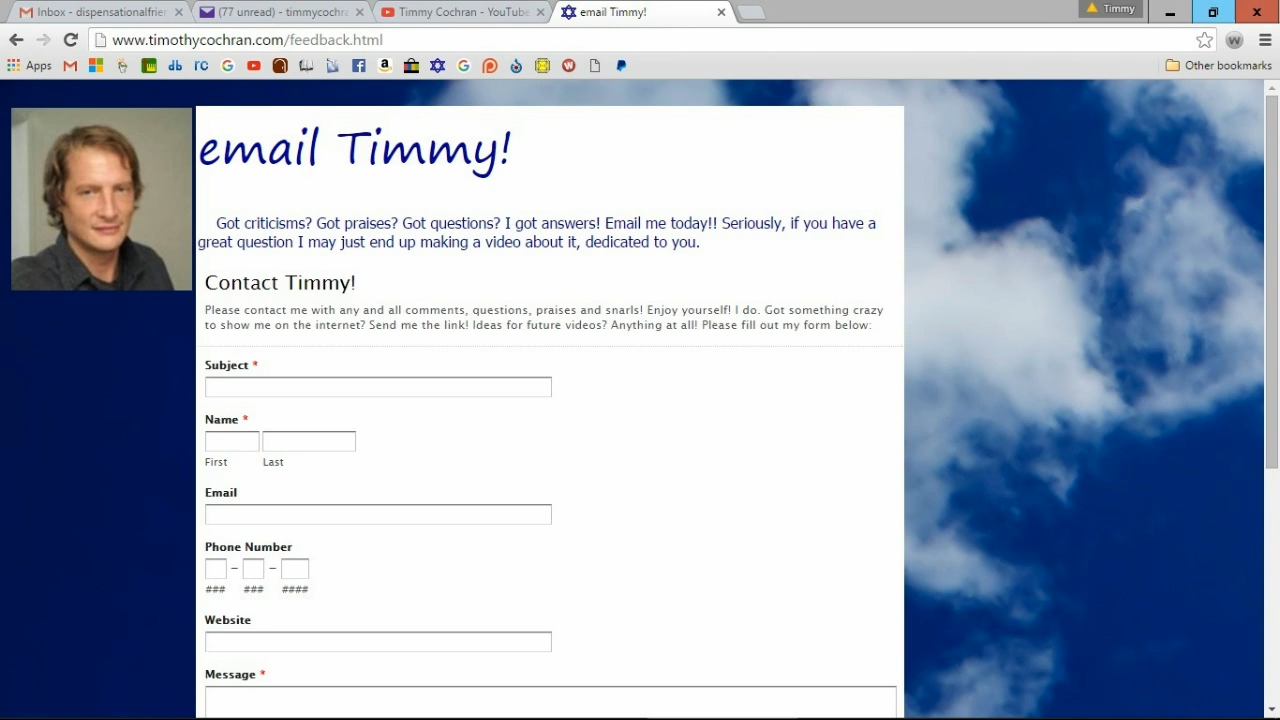 Inbox - dispensationalfrier
(77 unread) - timmycochra
Timmy Cochran - YouTube
email Timmy!
Timmy
www.timothycochran.com/feedback.html
Apps
Other bookmarks
email Timmy!
Got criticisms? Got praises? Got questions? I got answers! Email me today!! Seriously, if you have a
great question I may just end up making a video about it, dedicated to you.
Contact Timmy!
Please contact me with any and all comments, questions, praises and snarls! Enjoy yourself! I do. Got something crazy
to show me on the internet? Send me the link! Ideas for future videos? Anything at all! Please fill out my form below:
Subject *
Name *
First Last
Email
Phone Number
– –
### ### ####
Website
Message *